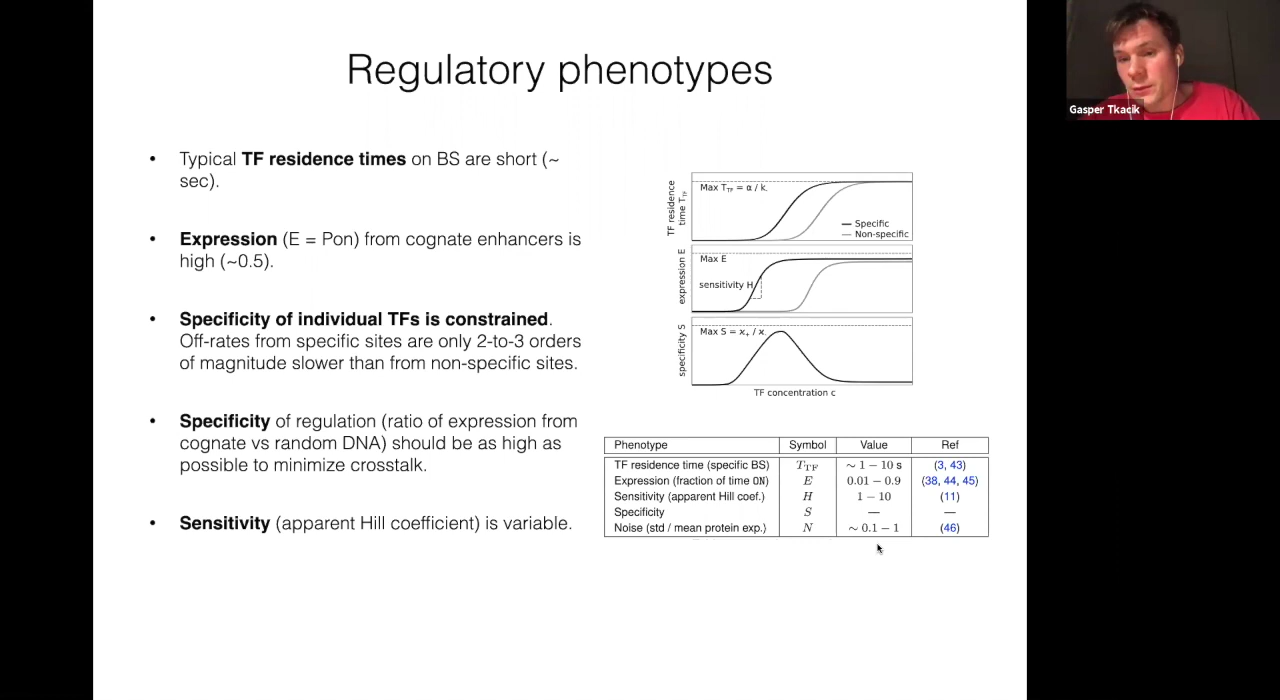 Regulatory phenotypes
• Typical TF residence times on BS are short (~
sec).
• Expression (E = Pon) from cognate enhancers is
high (~0.5).
• Specificity of individual TFs is constrained.
Off-rates from specific sites are only 2-to-3 orders
of magnitude slower than from non-specific sites.
• Specificity of regulation (ratio of expression from
cognate vs random DNA) should be as high as
possible to minimize crosstalk.
• Sensitivity (apparent Hill coefficient) is variable.
TF residence
time T_TF
Max T_TF = α / k_
Specific
Non-specific
expression E
Max E
sensitivity H
specificity S
Max S = ϰ₊ / ϰ_
TF concentration c
Phenotype Symbol Value Ref
TF residence time (specific BS) T_TF ~ 1 − 10 s (3, 43)
Expression (fraction of time ON) E 0.01 − 0.9 (38, 44, 45)
Sensitivity (apparent Hill coef.) H 1 − 10 (11)
Specificity S — —
Noise (std / mean protein exp.) N ~ 0.1 − 1 (46)
Gasper Tkacik